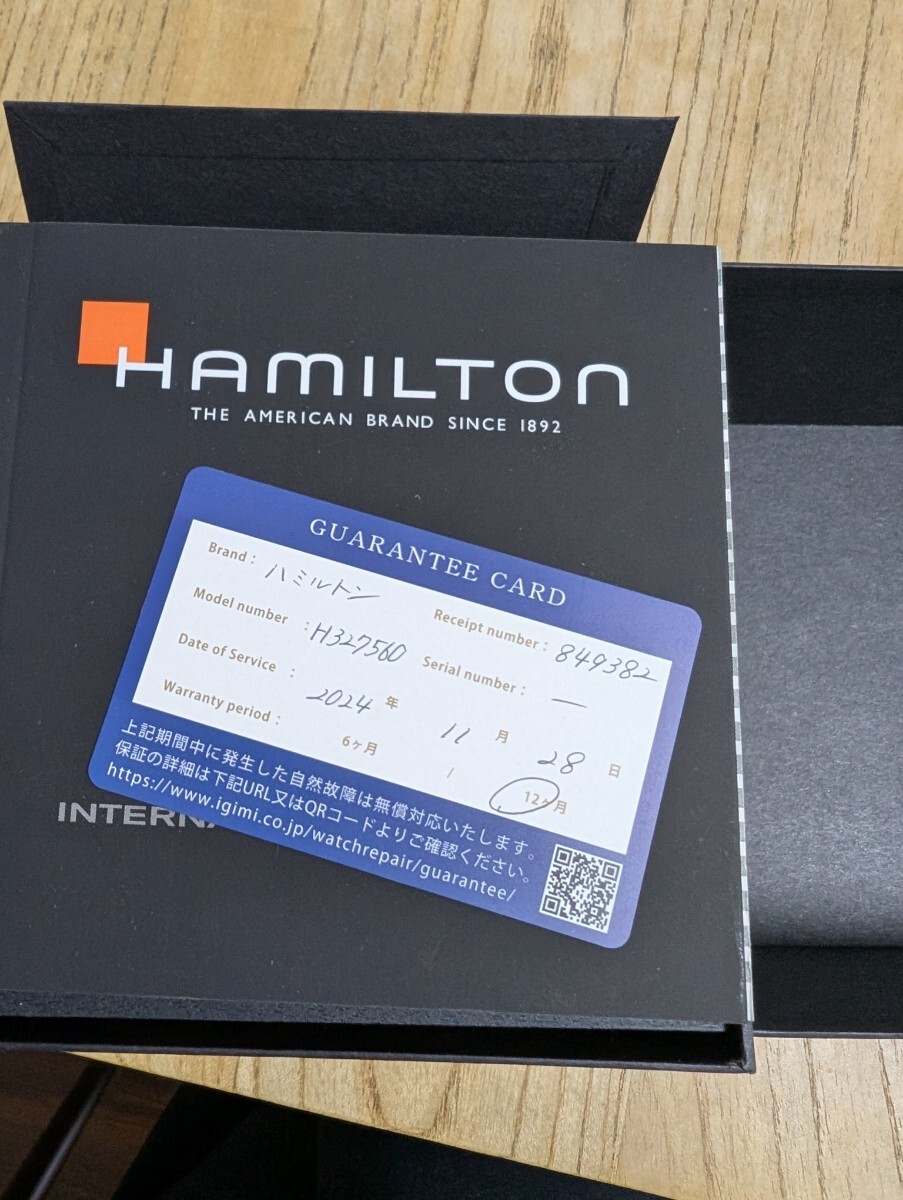 HAMILTON
THE AMERICAN BRAND SINCE 1892
GUARANTEE CARD
Brand : ハミルトン
Receipt number : 849382
Model number : H327560
Serial number : —
Date of Service : 2024 年 11 月 28 日
Warranty period : 6ヶ月 / 12ヶ月
上記期間中に発生した自然故障は無償対応いたします。
保証の詳細は下記URL又はQRコードよりご確認ください。
https://www.igimi.co.jp/watchrepair/guarantee/